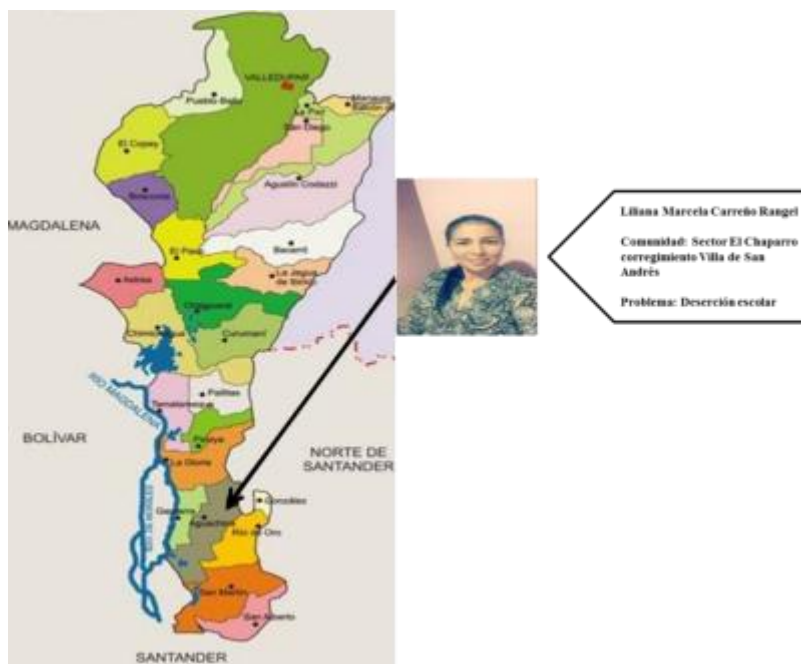 VALLEDUPAR
Pueblo Bello
Manaure
La Paz
San Diego
El Copey
Agustín Codazzi
Bosconia
MAGDALENA
El Paso
Becerril
La Jagua
de Ibirico
Astrea
Chiriguaná
Chimichagua
Curumaní
RÍO MAGDALENA
Pailitas
Tamalameque
BOLÍVAR
Pelaya
NORTE DE
SANTANDER
La Gloria
González
Gamarra
Aguachica
Río de Oro
San Martín
San Alberto
SANTANDER
Liliana Marcela Carreño Rangel
Comunidad: Sector El Chaparro
corregimiento Villa de San
Andrés
Problema: Deserción escolar